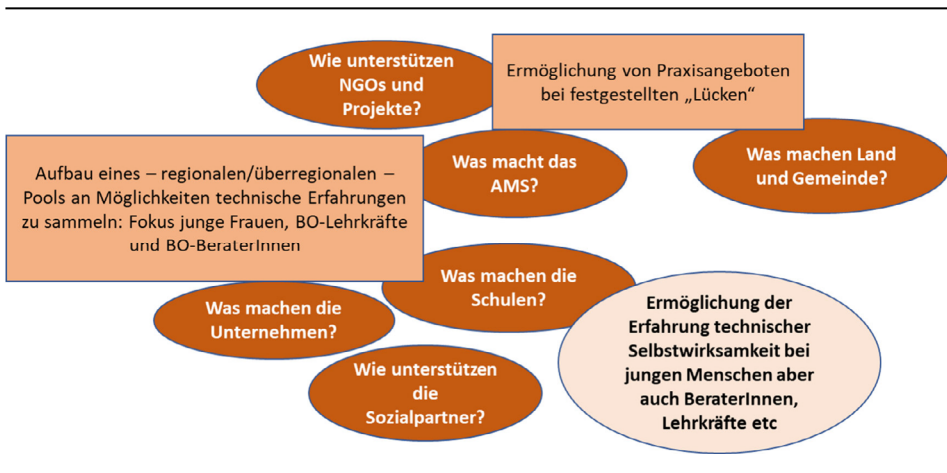 Wie unterstützen
NGOs und
Projekte?
Ermöglichung von Praxisangeboten
bei festgestellten „Lücken“
Aufbau eines – regionalen/überregionalen –
Pools an Möglichkeiten technische Erfahrungen
zu sammeln: Fokus junge Frauen, BO-Lehrkräfte
und BO-BeraterInnen
Was macht das
AMS?
Was machen Land
und Gemeinde?
Was machen die
Schulen?
Was machen die
Unternehmen?
Ermöglichung der
Erfahrung technischer
Selbstwirksamkeit bei
jungen Menschen aber
auch BeraterInnen,
Lehrkräfte etc
Wie unterstützen
die
Sozialpartner?